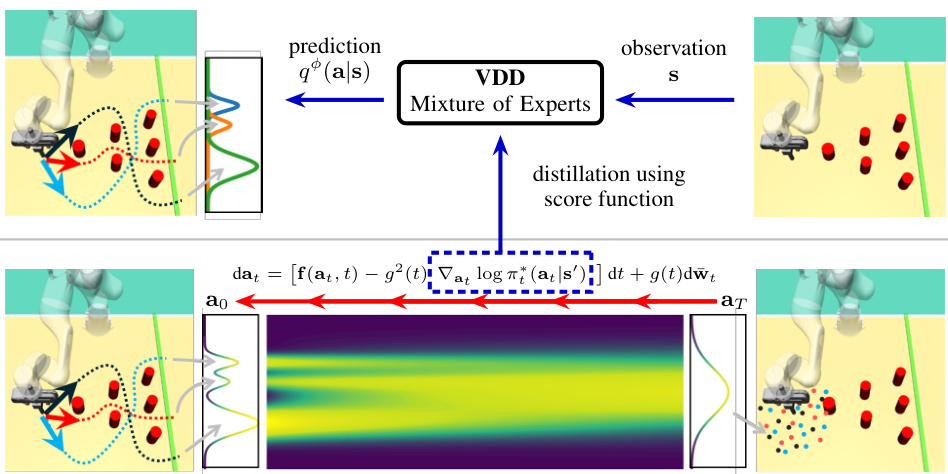 prediction
q^ϕ(a|s)
VDD
Mixture of Experts
observation
s
distillation using
score function
da_t = [f(a_t, t) − g²(t) ∇_{a_t} log π_t^*(a_t|s′)] dt + g(t)dw̄_t
a_0
a_T